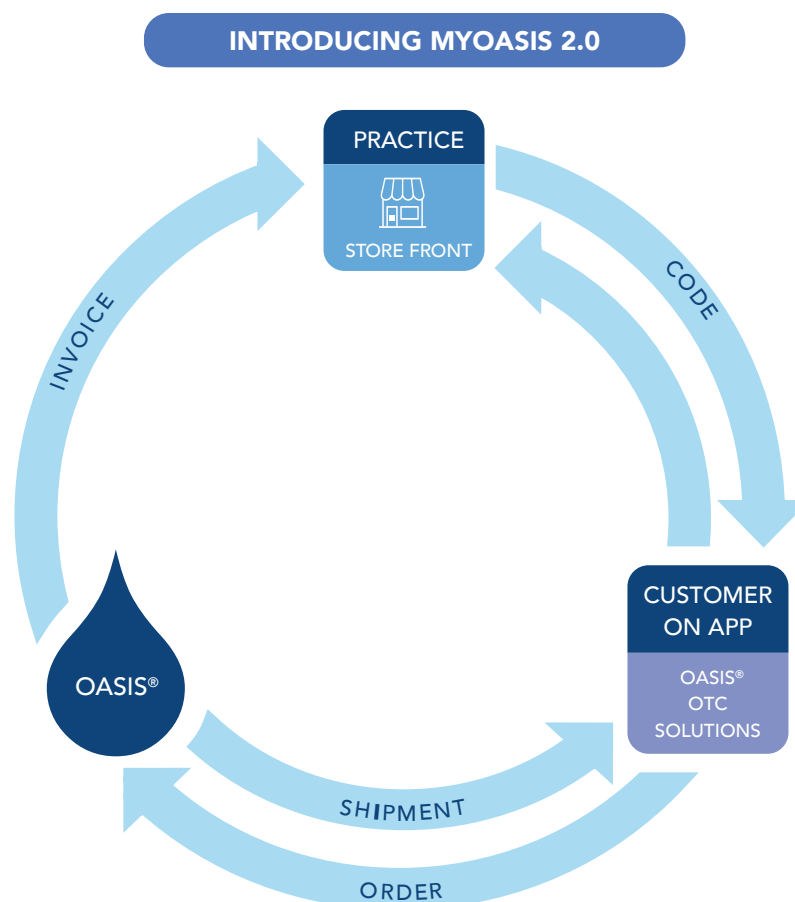 INTRODUCING MYOASIS 2.0
PRACTICE
STORE FRONT
CODE
INVOICE
CUSTOMER
ON APP
OASIS®
OTC
SOLUTIONS
OASIS®
SHIPMENT
ORDER